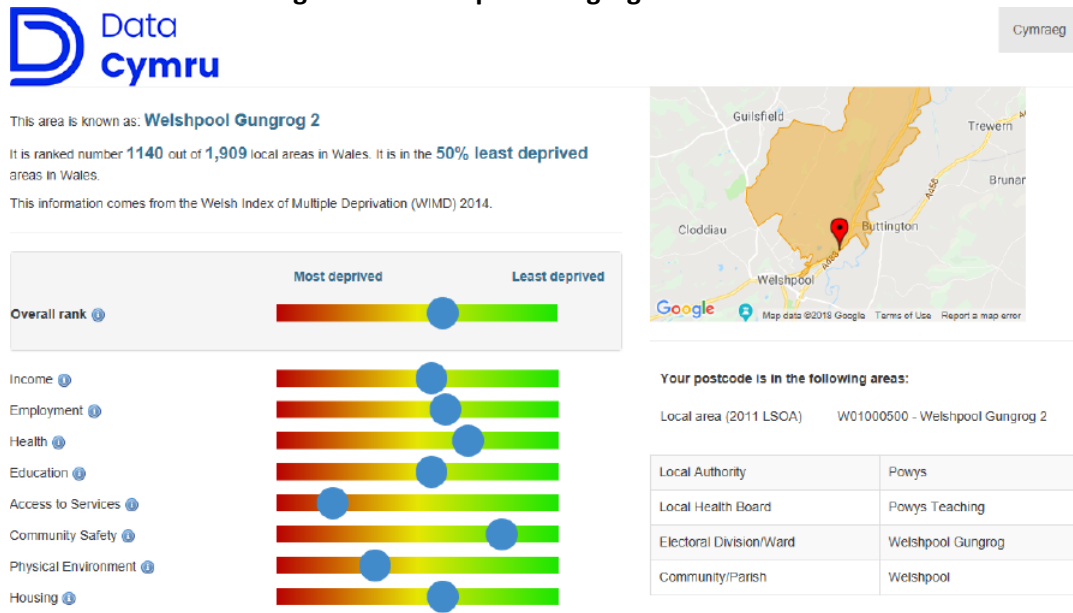 Data
Cymru
Cymraeg
This area is known as: Welshpool Gungrog 2
It is ranked number 1140 out of 1,909 local areas in Wales. It is in the 50% least deprived
areas in Wales.
This information comes from the Welsh Index of Multiple Deprivation (WIMD) 2014.
Most deprived Least deprived
Overall rank
Income
Employment
Health
Education
Access to Services
Community Safety
Physical Environment
Housing
Guilsfield
Trewern
A458
Brunar
Cloddiau
Buttington
A483
Welshpool
Google Map data ©2018 Google Terms of Use Report a map error
Your postcode is in the following areas:
Local area (2011 LSOA) W01000500 - Welshpool Gungrog 2
Local Authority Powys
Local Health Board Powys Teaching
Electoral Division/Ward Welshpool Gungrog
Community/Parish Welshpool